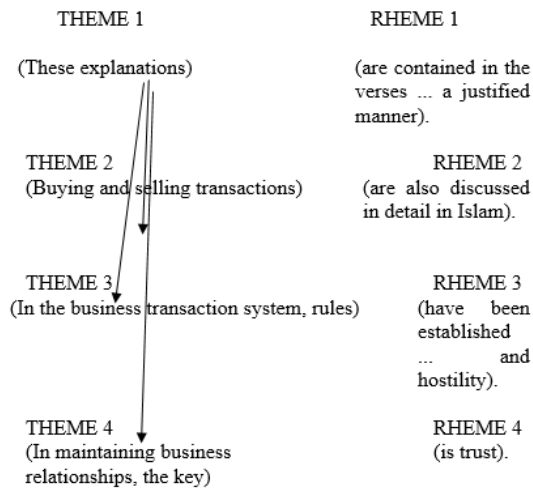 THEME 1 RHEME 1
(These explanations) (are contained in the
verses ... a justified
manner).
THEME 2 RHEME 2
(Buying and selling transactions) (are also discussed
in detail in Islam).
THEME 3 RHEME 3
(In the business transaction system, rules) (have been
established
... and
hostility).
THEME 4 RHEME 4
(In maintaining business (is trust).
relationships, the key)